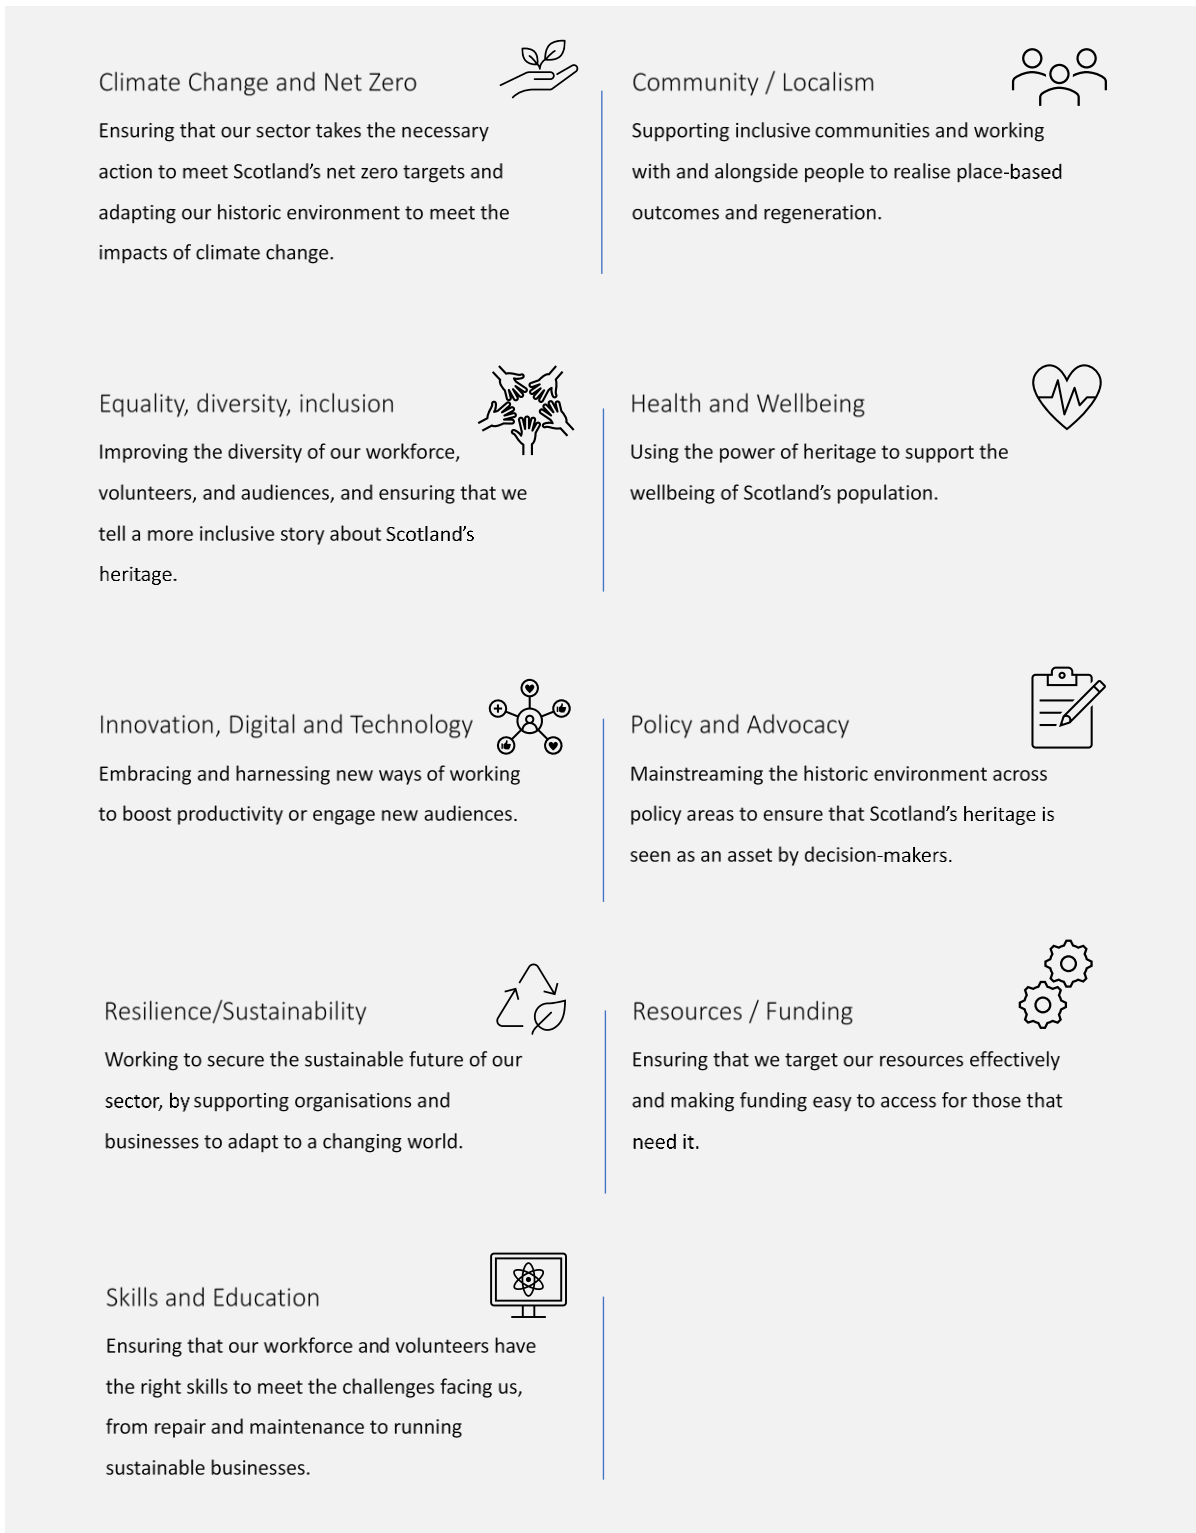 Climate Change and Net Zero
Ensuring that our sector takes the necessary
action to meet Scotland’s net zero targets and
adapting our historic environment to meet the
impacts of climate change.
Community / Localism
Supporting inclusive communities and working
with and alongside people to realise place-based
outcomes and regeneration.
Equality, diversity, inclusion
Improving the diversity of our workforce,
volunteers, and audiences, and ensuring that we
tell a more inclusive story about Scotland’s
heritage.
Health and Wellbeing
Using the power of heritage to support the
wellbeing of Scotland’s population.
Innovation, Digital and Technology
Embracing and harnessing new ways of working
to boost productivity or engage new audiences.
Policy and Advocacy
Mainstreaming the historic environment across
policy areas to ensure that Scotland’s heritage is
seen as an asset by decision-makers.
Resilience/Sustainability
Working to secure the sustainable future of our
sector, by supporting organisations and
businesses to adapt to a changing world.
Resources / Funding
Ensuring that we target our resources effectively
and making funding easy to access for those that
need it.
Skills and Education
Ensuring that our workforce and volunteers have
the right skills to meet the challenges facing us,
from repair and maintenance to running
sustainable businesses.